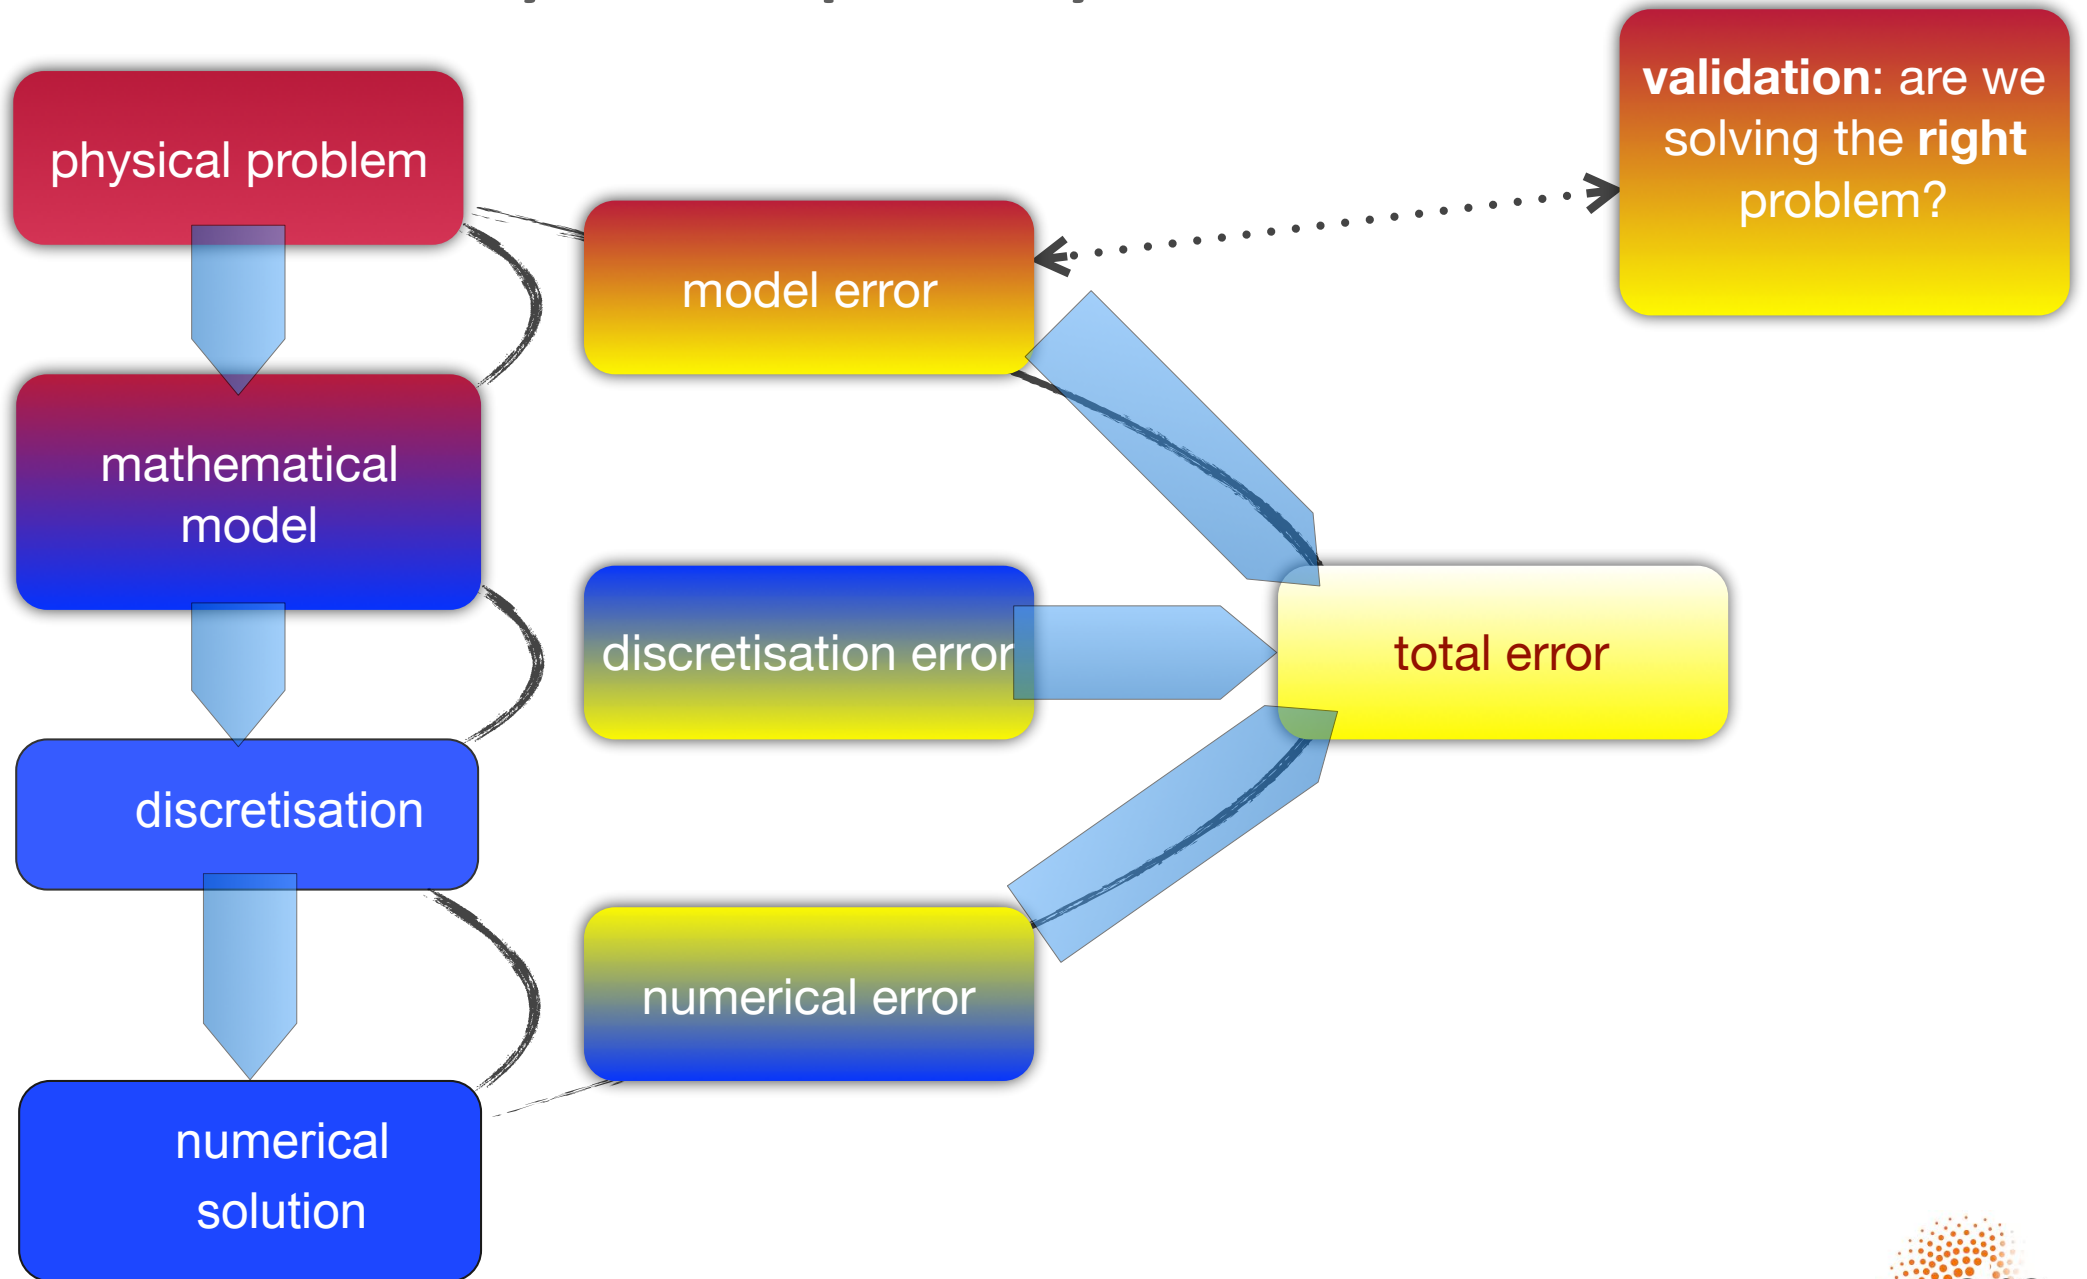 physical problem
validation: are we
solving the right
problem?
model error
mathematical
model
discretisation error
total error
discretisation
numerical error
numerical
solution